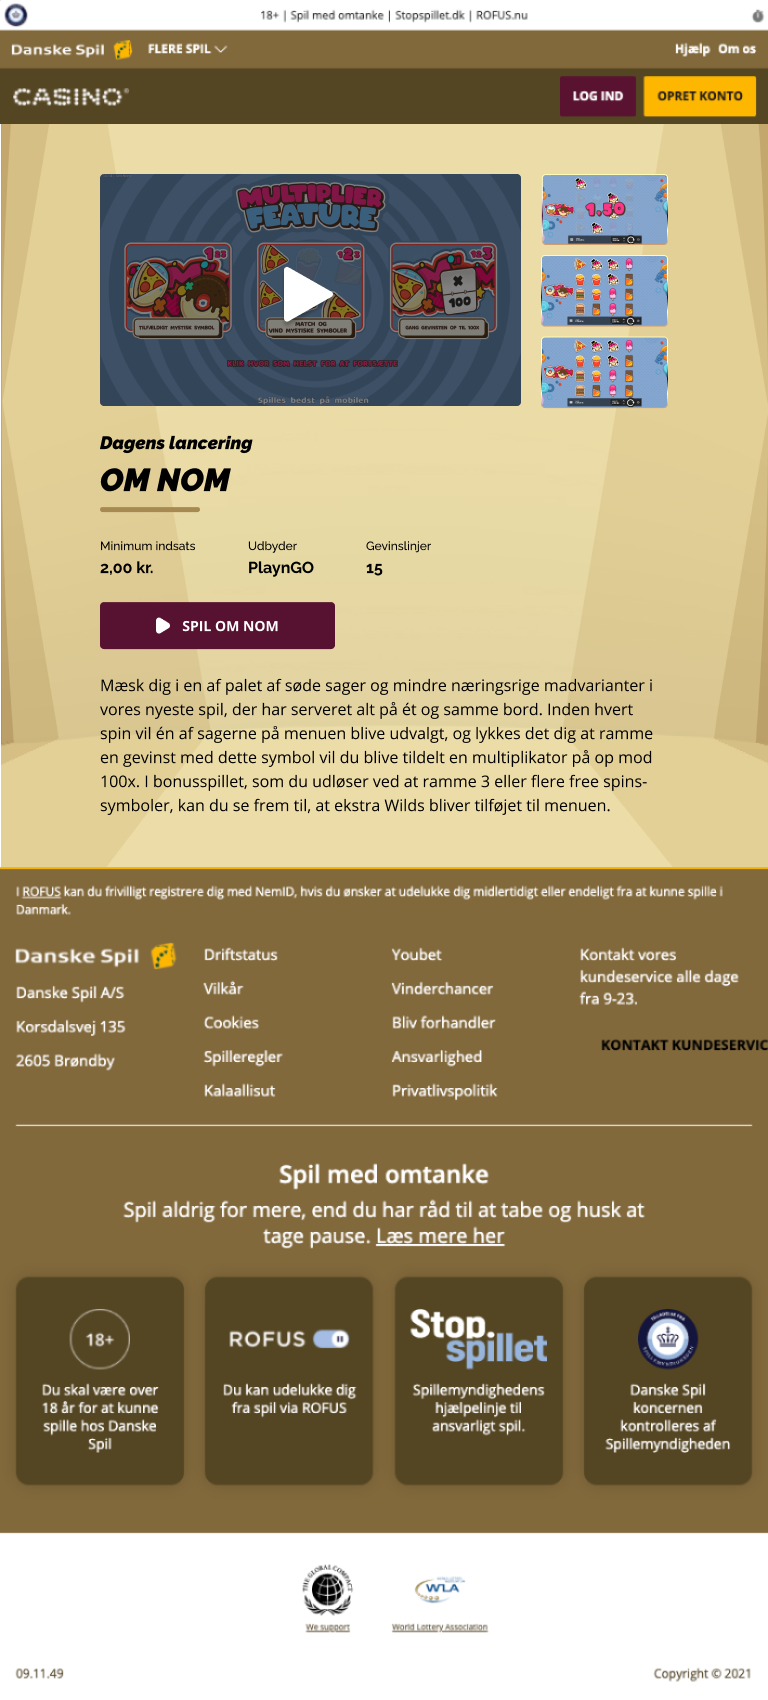 18+ | Spil med omtanke | Stopspillet.dk | ROFUS.nu
Danske Spil FLERE SPIL Hjælp Om os
CASINO LOG IND OPRET KONTO
MULTIPLIER
FEATURE
TILFÆLDIGT MYSTISK SYMBOL
MATCH OG
VIND MYSTISKE SYMBOLER
X
100
GANG GEVINSTEN OP TIL 100X
KLIK HVOR SOM HELST FOR AT FORTSÆTTE
Spilles bedst på mobilen
1.50
Dagens lancering
OM NOM
Minimum indsats Udbyder Gevinslinjer
2,00 kr. PlaynGO 15
SPIL OM NOM
Mæsk dig i en af palet af søde sager og mindre næringsrige madvarianter i
vores nyeste spil, der har serveret alt på ét og samme bord. Inden hvert
spin vil én af sagerne på menuen blive udvalgt, og lykkes det dig at ramme
en gevinst med dette symbol vil du blive tildelt en multiplikator på op mod
100x. I bonusspillet, som du udløser ved at ramme 3 eller flere free spins-
symboler, kan du se frem til, at ekstra Wilds bliver tilføjet til menuen.
I ROFUS kan du frivilligt registrere dig med NemID, hvis du ønsker at udelukke dig midlertidigt eller endeligt fra at kunne spille i
Danmark.
Danske Spil
Danske Spil A/S
Korsdalsvej 135
2605 Brøndby
Driftstatus
Vilkår
Cookies
Spilleregler
Kalaallisut
Youbet
Vinderchancer
Bliv forhandler
Ansvarlighed
Privatlivspolitik
Kontakt vores
kundeservice alle dage
fra 9-23.
KONTAKT KUNDESERVIC
Spil med omtanke
Spil aldrig for mere, end du har råd til at tabe og husk at
tage pause. Læs mere her
18+
Du skal være over
18 år for at kunne
spille hos Danske
Spil
ROFUS
Du kan udelukke dig
fra spil via ROFUS
Stop.
spillet
Spillemyndighedens
hjælpelinje til
ansvarligt spil.
Danske Spil
koncernen
kontrolleres af
Spillemyndigheden
THE GLOBAL COMPACT
We support
WLA
World Lottery Association
09.11.49 Copyright © 2021